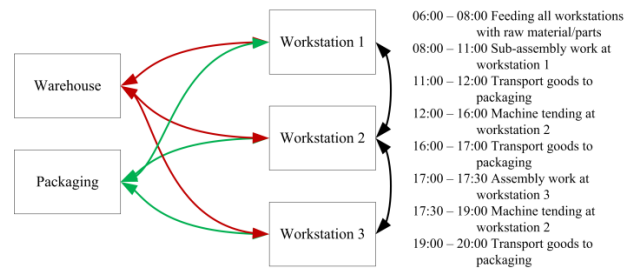 Warehouse
Packaging
Workstation 1
Workstation 2
Workstation 3
06:00 – 08:00 Feeding all workstations
with raw material/parts
08:00 – 11:00 Sub-assembly work at
workstation 1
11:00 – 12:00 Transport goods to
packaging
12:00 – 16:00 Machine tending at
workstation 2
16:00 – 17:00 Transport goods to
packaging
17:00 – 17:30 Assembly work at
workstation 3
17:30 – 19:00 Machine tending at
workstation 2
19:00 – 20:00 Transport goods to
packaging